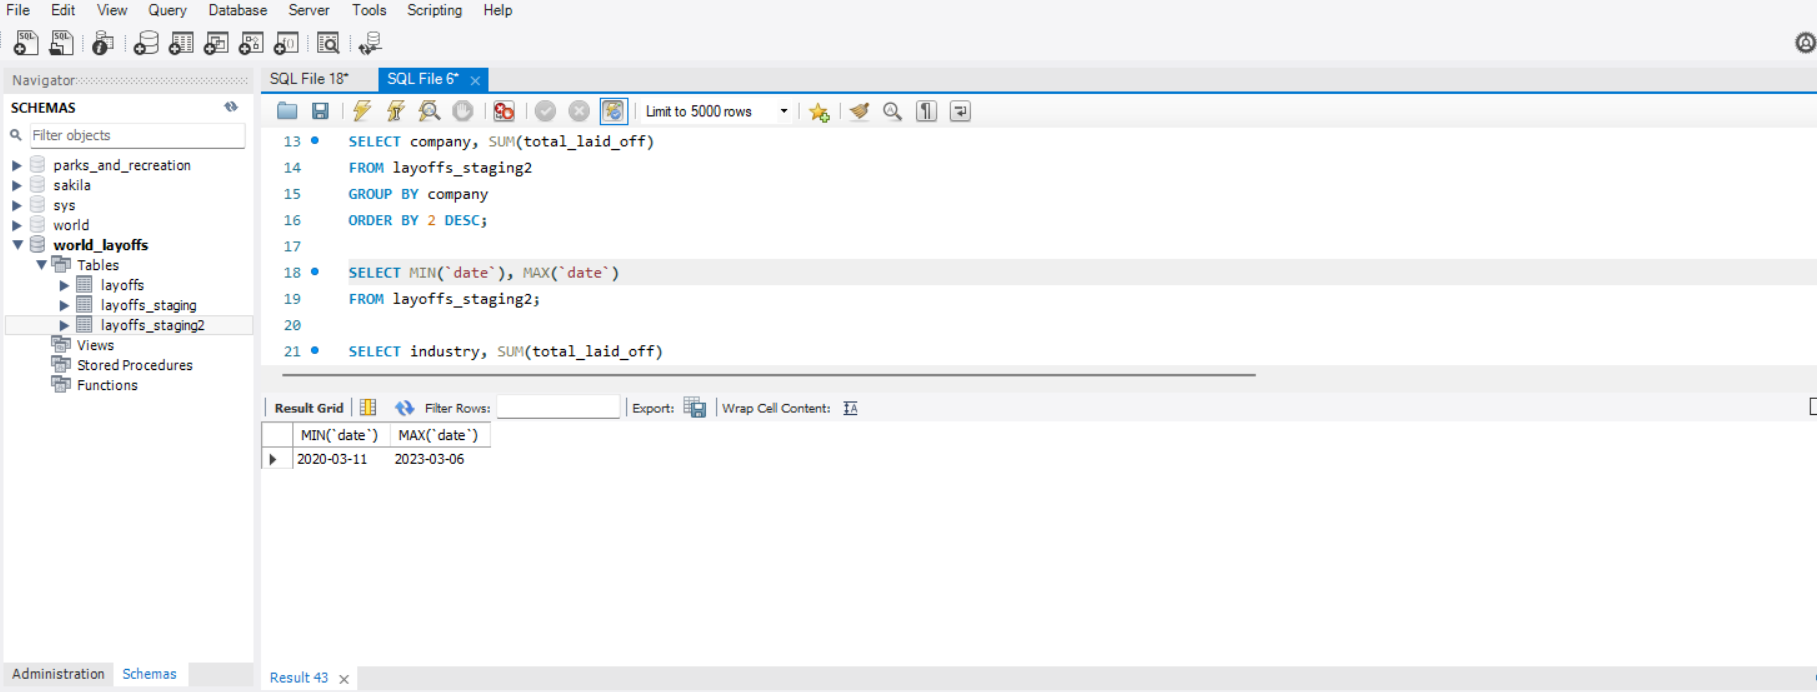 File Edit View Query Database Server Tools Scripting Help
SQL SQL
Navigator
SCHEMAS
Filter objects
parks_and_recreation
sakila
sys
world
world_layoffs
Tables
layoffs
layoffs_staging
layoffs_staging2
Views
Stored Procedures
Functions
Administration Schemas
SQL File 18* SQL File 6*
Limit to 5000 rows
13 SELECT company, SUM(total_laid_off)
14 FROM layoffs_staging2
15 GROUP BY company
16 ORDER BY 2 DESC;
17
18 SELECT MIN(`date`), MAX(`date`)
19 FROM layoffs_staging2;
20
21 SELECT industry, SUM(total_laid_off)
Result Grid Filter Rows: Export: Wrap Cell Content:
MIN(`date`) MAX(`date`)
2020-03-11 2023-03-06
Result 43